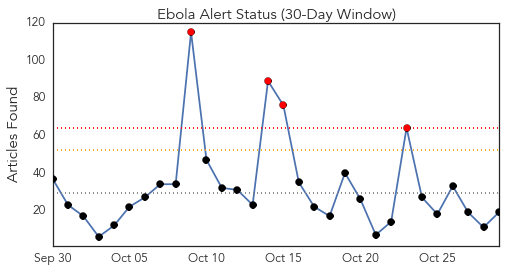 Ebola Alert Status (30-Day Window)
Articles Found
120
100
80
60
40
20
Sep 30
Oct 05
Oct 10
Oct 15
Oct 20
Oct 25